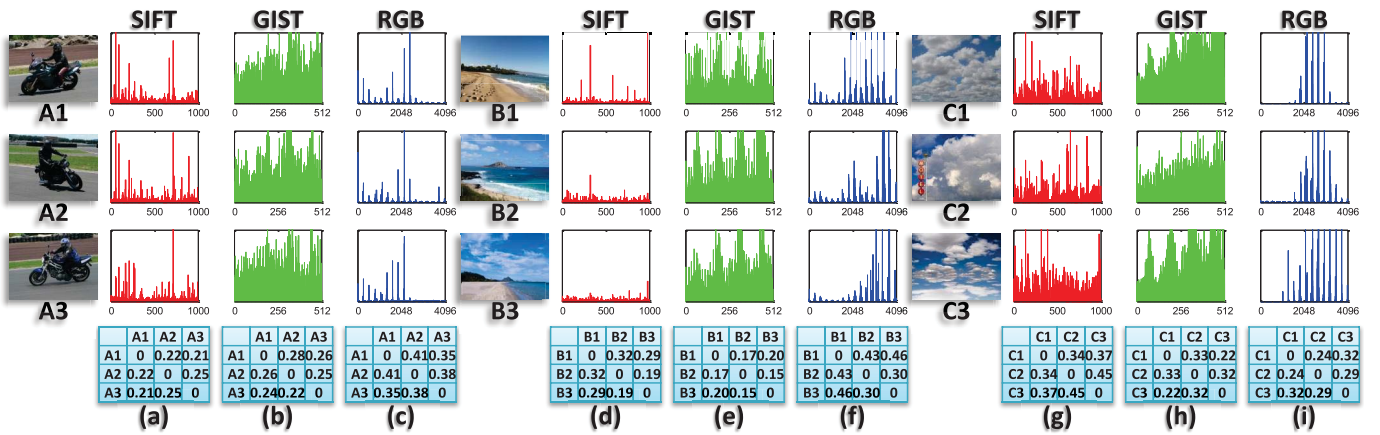 SIFT GIST RGB SIFT GIST RGB SIFT GIST RGB
0 500 1000 0 256 512 0 2048 4096 0 500 1000 0 256 512 0 2048 4096 0 500 1000 0 256 512 0 2048 4096
A1 B1 C1
0 500 1000 0 256 512 0 2048 4096 0 500 1000 0 256 512 0 2048 4096 0 500 1000 0 256 512 0 2048 4096
A2 B2 C2
0 500 1000 0 256 512 0 2048 4096 0 500 1000 0 256 512 0 2048 4096 0 500 1000 0 256 512 0 2048 4096
A3 B3 C3
A1 A2 A3 A1 A2 A3 A1 A2 A3 B1 B2 B3 B1 B2 B3 B1 B2 B3 C1 C2 C3 C1 C2 C3 C1 C2 C3
A1 0 0.22 0.21 A1 0 0.28 0.26 A1 0 0.41 0.35 B1 0 0.32 0.29 B1 0 0.17 0.20 B1 0 0.43 0.46 C1 0 0.34 0.37 C1 0 0.33 0.22 C1 0 0.24 0.32
A2 0.22 0 0.25 A2 0.26 0 0.25 A2 0.41 0 0.38 B2 0.32 0 0.19 B2 0.17 0 0.15 B2 0.43 0 0.30 C2 0.34 0 0.45 C2 0.33 0 0.32 C2 0.24 0 0.29
A3 0.21 0.25 0 A3 0.24 0.22 0 A3 0.35 0.38 0 B3 0.29 0.19 0 B3 0.20 0.15 0 B3 0.46 0.30 0 C3 0.37 0.45 0 C3 0.22 0.32 0 C3 0.32 0.29 0
(a) (b) (c) (d) (e) (f) (g) (h) (i)